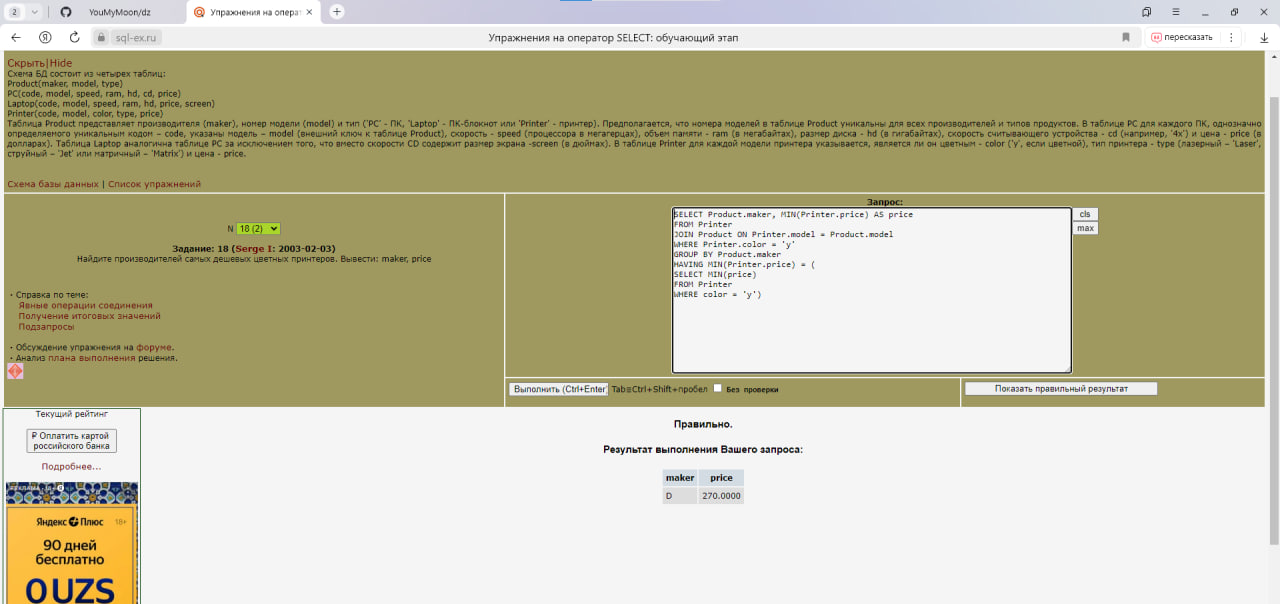 2
YouMyMoon/dz
Упражнения на операт
sql-ex.ru
Упражнения на оператор SELECT: обучающий этап
пересказать
Скрыть|Hide
Схема БД состоит из четырех таблиц:
Product(maker, model, type)
PC(code, model, speed, ram, hd, cd, price)
Laptop(code, model, speed, ram, hd, price, screen)
Printer(code, model, color, type, price)
Таблица Product представляет производителя (maker), номер модели (model) и тип ('PC' - ПК, 'Laptop' - ПК-блокнот или 'Printer' - принтер). Предполагается, что номера моделей в таблице Product уникальны для всех производителей и типов продуктов. В таблице PC для каждого ПК, однозначно
определяемого уникальным кодом – code, указаны модель – model (внешний ключ к таблице Product), скорость - speed (процессора в мегагерцах), объем памяти - ram (в мегабайтах), размер диска - hd (в гигабайтах), скорость считывающего устройства - cd (например, '4x') и цена - price (в
долларах). Таблица Laptop аналогична таблице PC за исключением того, что вместо скорости CD содержит размер экрана -screen (в дюймах). В таблице Printer для каждой модели принтера указывается, является ли он цветным - color ('y', если цветной), тип принтера - type (лазерный – 'Laser',
струйный – 'Jet' или матричный – 'Matrix') и цена - price.
Схема базы данных | Список упражнений
N 18 (2)
Задание: 18 (Serge I: 2003-02-03)
Найдите производителей самых дешевых цветных принтеров. Вывести: maker, price
· Справка по теме:
Явные операции соединения
Получение итоговых значений
Подзапросы
· Обсуждение упражнения на форуме.
· Анализ плана выполнения решения.
Запрос:
SELECT Product.maker, MIN(Printer.price) AS price
FROM Printer
JOIN Product ON Printer.model = Product.model
WHERE Printer.color = 'y'
GROUP BY Product.maker
HAVING MIN(Printer.price) = (
SELECT MIN(price)
FROM Printer
WHERE color = 'y')
cls
max
Выполнить (Ctrl+Enter) Tab≡Ctrl+Shift+пробел Без проверки
Показать правильный результат
Текущий рейтинг
₽ Оплатить картой
российского банка
Подробнее...
Яндекс Плюс 18+
90 дней
бесплатно
0 UZS
Правильно.
Результат выполнения Вашего запроса:
maker price
D 270.0000